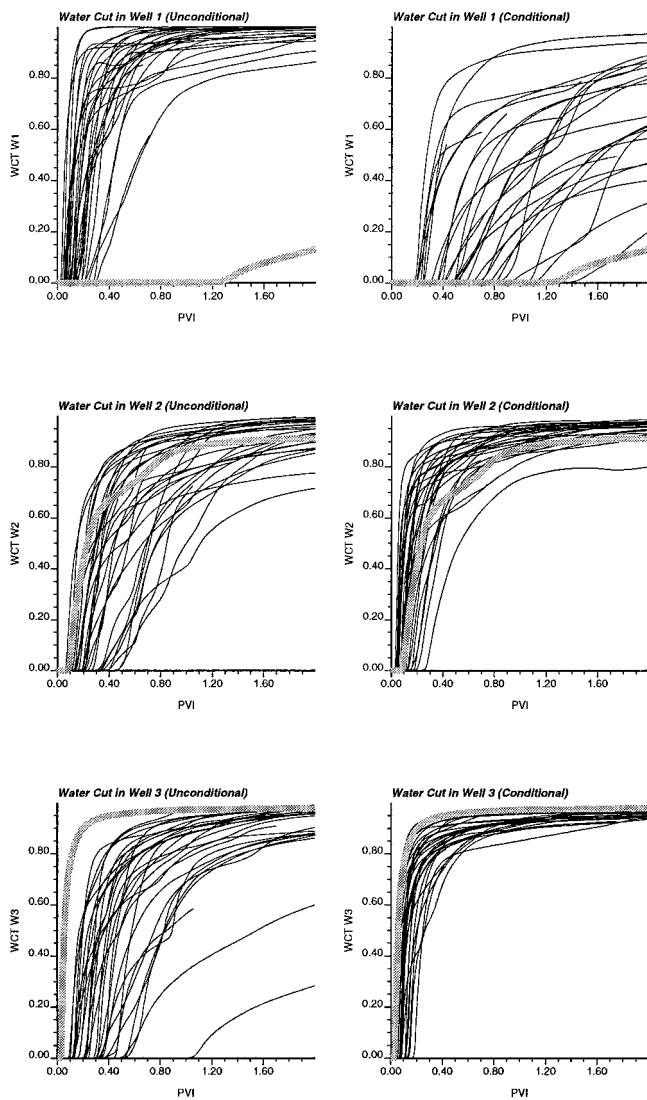 Water Cut in Well 1 (Unconditional)
0.80
0.60
0.40
0.20
0.00
WCT W1
0.00 0.40 0.80 1.20 1.60
PVI
Water Cut in Well 1 (Conditional)
0.80
0.60
0.40
0.20
0.00
WCT W1
0.00 0.40 0.80 1.20 1.60
PVI
Water Cut in Well 2 (Unconditional)
0.80
0.60
0.40
0.20
0.00
WCT W2
0.00 0.40 0.80 1.20 1.60
PVI
Water Cut in Well 2 (Conditional)
0.80
0.60
0.40
0.20
0.00
WCT W2
0.00 0.40 0.80 1.20 1.60
PVI
Water Cut in Well 3 (Unconditional)
0.80
0.60
0.40
0.20
0.00
WCT W3
0.00 0.40 0.80 1.20 1.60
PVI
Water Cut in Well 3 (Conditional)
0.80
0.60
0.40
0.20
0.00
WCT W3
0.00 0.40 0.80 1.20 1.60
PVI